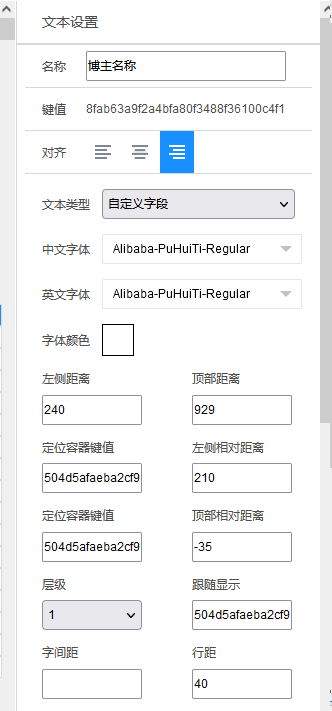 文本设置
名称 博主名称
键值 8fab63a9f2a4bfa80f3488f36100c4f1
对齐
文本类型 自定义字段
中文字体 Alibaba-PuHuiTi-Regular
英文字体 Alibaba-PuHuiTi-Regular
字体颜色
左侧距离 顶部距离
240 929
定位容器键值 左侧相对距离
504d5afaeba2cf9 210
定位容器键值 顶部相对距离
504d5afaeba2cf9 -35
层级 跟随显示
1 504d5afaeba2cf9
字间距 行距
40